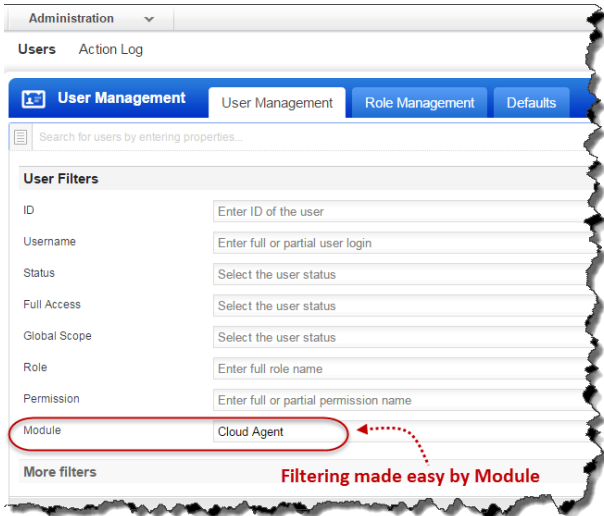 Administration
Users Action Log
User Management User Management Role Management Defaults
Search for users by entering properties...
User Filters
ID Enter ID of the user
Username Enter full or partial user login
Status Select the user status
Full Access Select the user status
Global Scope Select the user status
Role Enter full role name
Permission Enter full or partial permission name
Module Cloud Agent
More filters Filtering made easy by Module